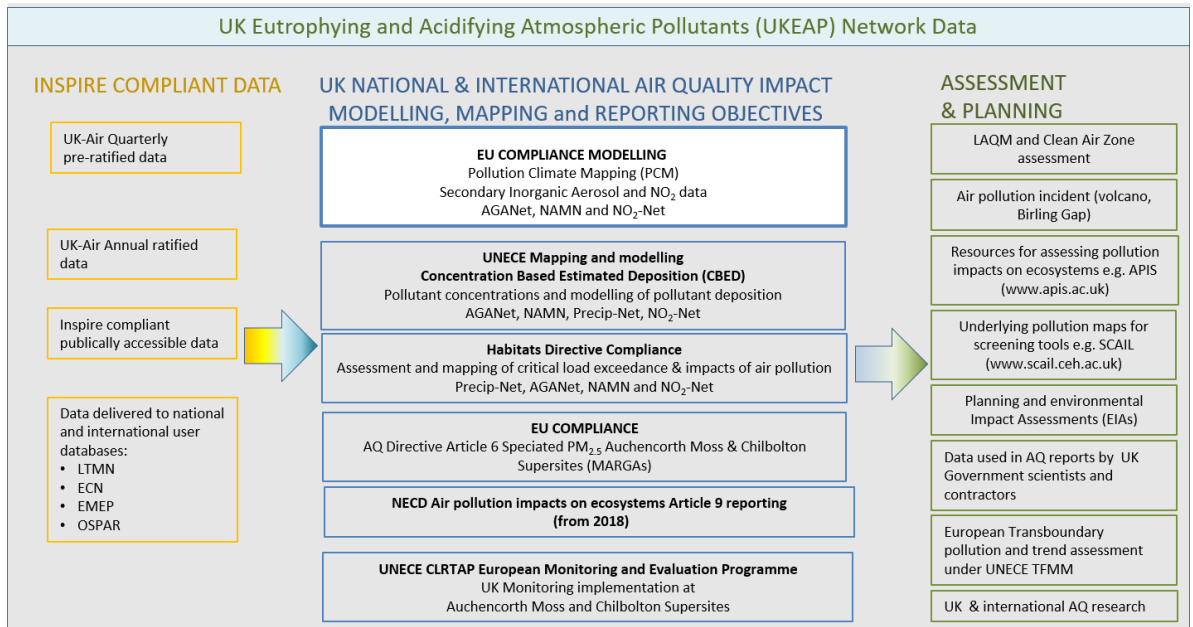 UK Eutrophying and Acidifying Atmospheric Pollutants (UKEAP) Network Data
INSPIRE COMPLIANT DATA
UK-Air Quarterly
pre-ratified data
UK-Air Annual ratified
data
Inspire compliant
publically accessible data
Data delivered to national
and international user
databases:
• LTMN
• ECN
• EMEP
• OSPAR
UK NATIONAL & INTERNATIONAL AIR QUALITY IMPACT
MODELLING, MAPPING and REPORTING OBJECTIVES
EU COMPLIANCE MODELLING
Pollution Climate Mapping (PCM)
Secondary Inorganic Aerosol and NO₂ data
AGANet, NAMN and NO₂-Net
UNECE Mapping and modelling
Concentration Based Estimated Deposition (CBED)
Pollutant concentrations and modelling of pollutant deposition
AGANet, NAMN, Precip-Net, NO₂-Net
Habitats Directive Compliance
Assessment and mapping of critical load exceedance & impacts of air pollution
Precip-Net, AGANet, NAMN and NO₂-Net
EU COMPLIANCE
AQ Directive Article 6 Speciated PM₂.₅ Auchencorth Moss & Chilbolton
Supersites (MARGAs)
NECD Air pollution impacts on ecosystems Article 9 reporting
(from 2018)
UNECE CLRTAP European Monitoring and Evaluation Programme
UK Monitoring implementation at
Auchencorth Moss and Chilbolton Supersites
ASSESSMENT
& PLANNING
LAQM and Clean Air Zone
assessment
Air pollution incident (volcano,
Birling Gap)
Resources for assessing pollution
impacts on ecosystems e.g. APIS
(www.apis.ac.uk)
Underlying pollution maps for
screening tools e.g. SCAIL
(www.scail.ceh.ac.uk)
Planning and environmental
Impact Assessments (EIAs)
Data used in AQ reports by UK
Government scientists and
contractors
European Transboundary
pollution and trend assessment
under UNECE TFMM
UK & international AQ research